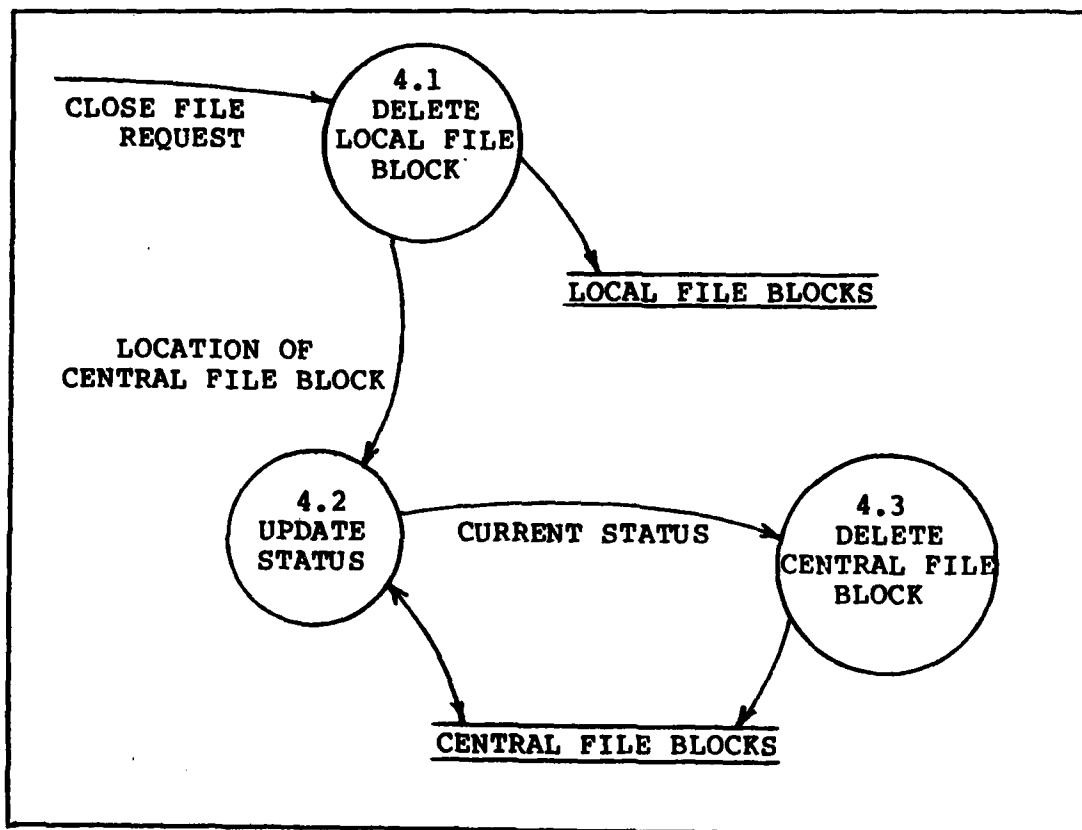 4.1
DELETE
LOCAL FILE
BLOCK
CLOSE FILE
REQUEST
LOCAL FILE BLOCKS
LOCATION OF
CENTRAL FILE BLOCK
4.2
UPDATE
STATUS
CURRENT STATUS
4.3
DELETE
CENTRAL FILE
BLOCK
CENTRAL FILE BLOCKS